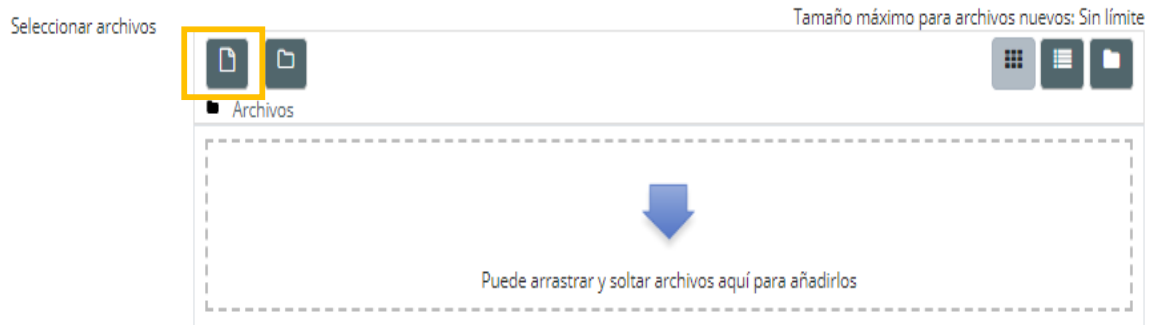 Tamaño máximo para archivos nuevos: Sin límite
Seleccionar archivos
Archivos
Puede arrastrar y soltar archivos aquí para añadirlos